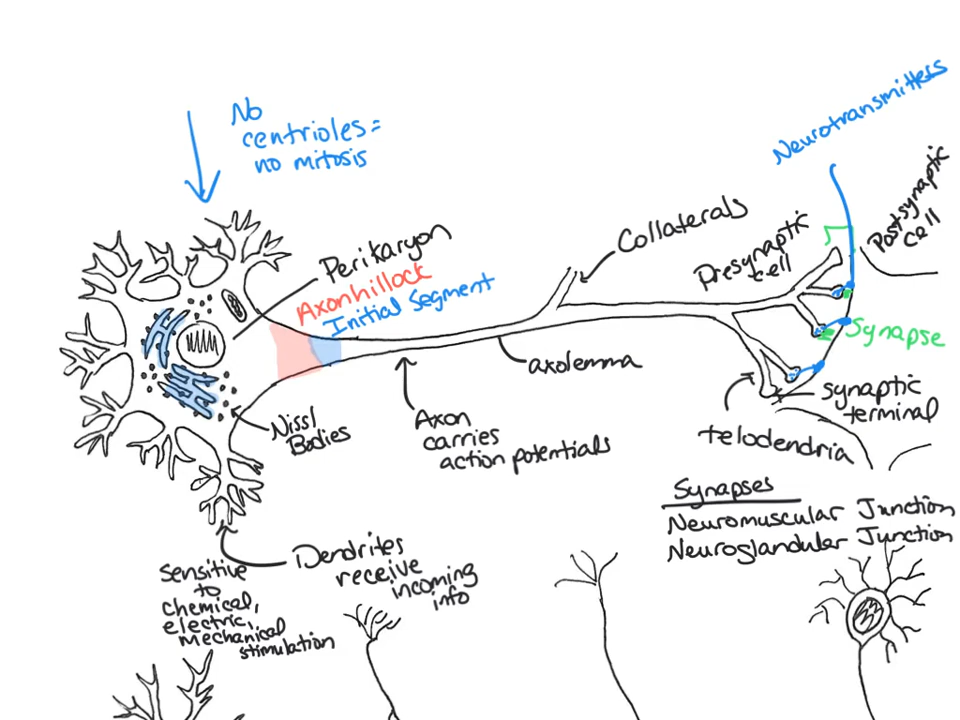 No
centrioles =
no mitosis
Neurotransmitters
Perikaryon
Axonhillock
Initial Segment
Collaterals
Presynaptic
cell
Postsynaptic
cell
Synapse
axolemma
synaptic
terminal
Nissl
Bodies
Axon
carries
action potentials
telodendria
Synapses
Neuromuscular Junction
Neuroglandular Junction
Dendrites
receive
incoming
info
Sensitive
to
chemical,
electric,
mechanical
stimulation